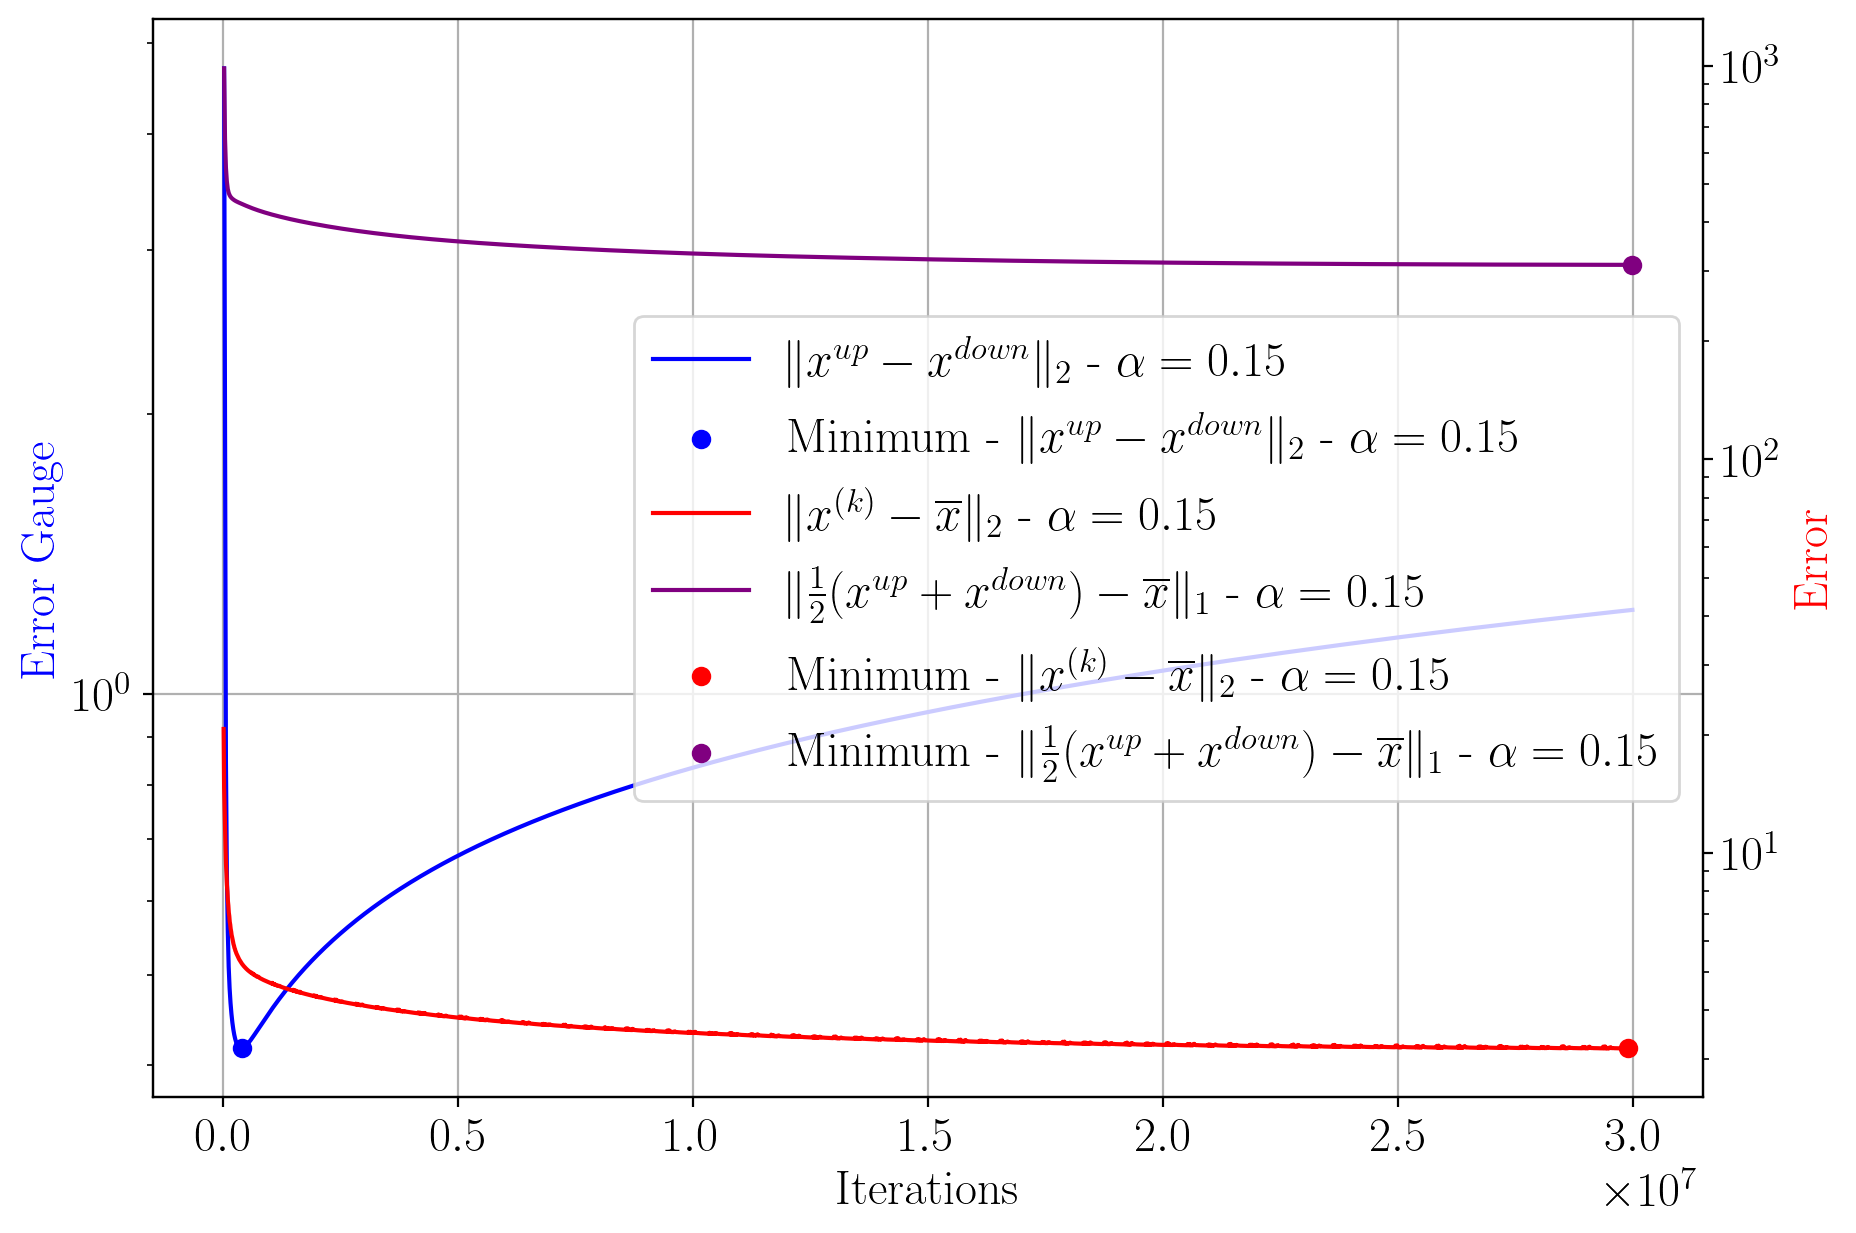 Error Gauge
10⁰
10³
10²
10¹
Error
‖x^{up} − x^{down}‖₂ - α = 0.15
Minimum - ‖x^{up} − x^{down}‖₂ - α = 0.15
‖x^{(k)} − x̅‖₂ - α = 0.15
‖½(x^{up} + x^{down}) − x̅‖₁ - α = 0.15
Minimum - ‖x^{(k)} − x̅‖₂ - α = 0.15
Minimum - ‖½(x^{up} + x^{down}) − x̅‖₁ - α = 0.15
0.0 0.5 1.0 1.5 2.0 2.5 3.0
Iterations
×10⁷